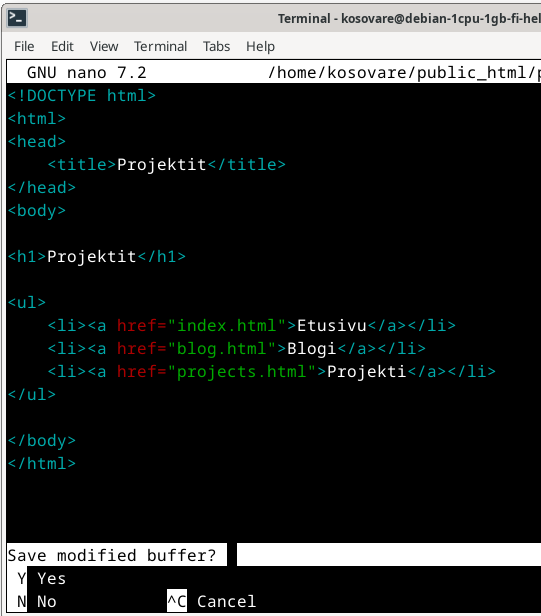 Terminal - kosovare@debian-1cpu-1gb-fi-hel
File Edit View Terminal Tabs Help
GNU nano 7.2 /home/kosovare/public_html/p
<!DOCTYPE html>
<html>
<head>
    <title>Projektit</title>
</head>
<body>
<h1>Projektit</h1>
<ul>
    <li><a href="index.html">Etusivu</a></li>
    <li><a href="blog.html">Blogi</a></li>
    <li><a href="projects.html">Projekti</a></li>
</ul>
</body>
</html>
Save modified buffer?
Y Yes
N No ^C Cancel